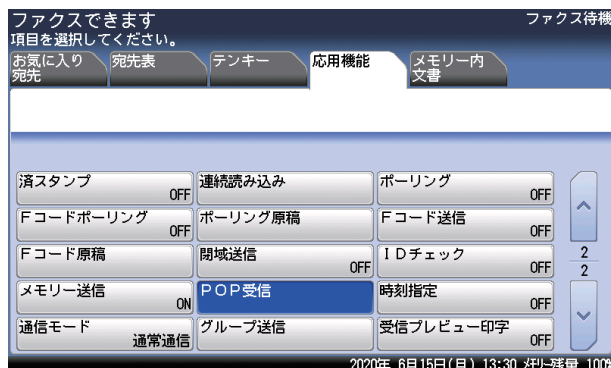 ファクスできます ファクス待機
項目を選択してください。
お気に入り宛先 宛先表 テンキー 応用機能 メモリー内文書
済スタンプ OFF 連続読み込み ポーリング OFF
Fコードポーリング OFF ポーリング原稿 Fコード送信 OFF
Fコード原稿 閉域送信 OFF IDチェック OFF
2
2
メモリー送信 ON POP受信 時刻指定 OFF
通信モード 通常通信 グループ送信 受信プレビュー印字 OFF
2020年 6月15日(月) 13:30 メモリー残量 100%